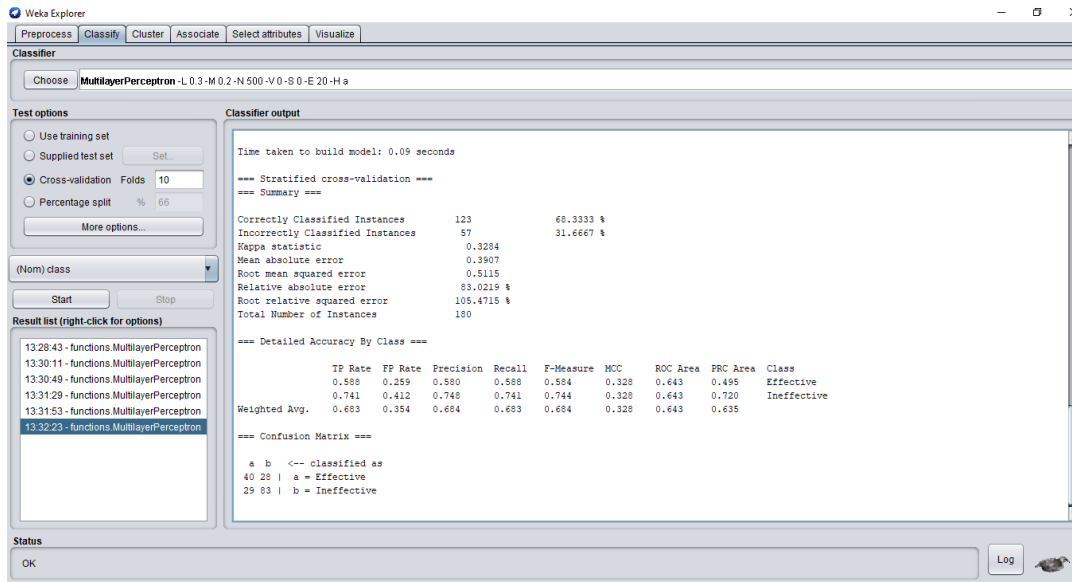 Weka Explorer
Preprocess Classify Cluster Associate Select attributes Visualize
Classifier
Choose MultilayerPerceptron -L 0.3 -M 0.2 -N 500 -V 0 -S 0 -E 20 -H a
Test options
Use training set
Supplied test set Set...
Cross-validation Folds 10
Percentage split % 66
More options...
(Nom) class
Start Stop
Result list (right-click for options)
13:28:43 - functions.MultilayerPerceptron
13:30:11 - functions.MultilayerPerceptron
13:30:49 - functions.MultilayerPerceptron
13:31:29 - functions.MultilayerPerceptron
13:31:53 - functions.MultilayerPerceptron
13:32:23 - functions.MultilayerPerceptron
Classifier output
Time taken to build model: 0.09 seconds
=== Stratified cross-validation ===
=== Summary ===
Correctly Classified Instances 123 68.3333 %
Incorrectly Classified Instances 57 31.6667 %
Kappa statistic 0.3284
Mean absolute error 0.3907
Root mean squared error 0.5115
Relative absolute error 83.0219 %
Root relative squared error 105.4715 %
Total Number of Instances 180
=== Detailed Accuracy By Class ===
TP Rate FP Rate Precision Recall F-Measure MCC ROC Area PRC Area Class
0.588 0.259 0.580 0.588 0.584 0.328 0.643 0.495 Effective
0.741 0.412 0.748 0.741 0.744 0.328 0.643 0.720 Ineffective
Weighted Avg. 0.683 0.354 0.684 0.683 0.684 0.328 0.643 0.635
=== Confusion Matrix ===
a b <-- classified as
40 28 | a = Effective
29 83 | b = Ineffective
Status
OK
Log